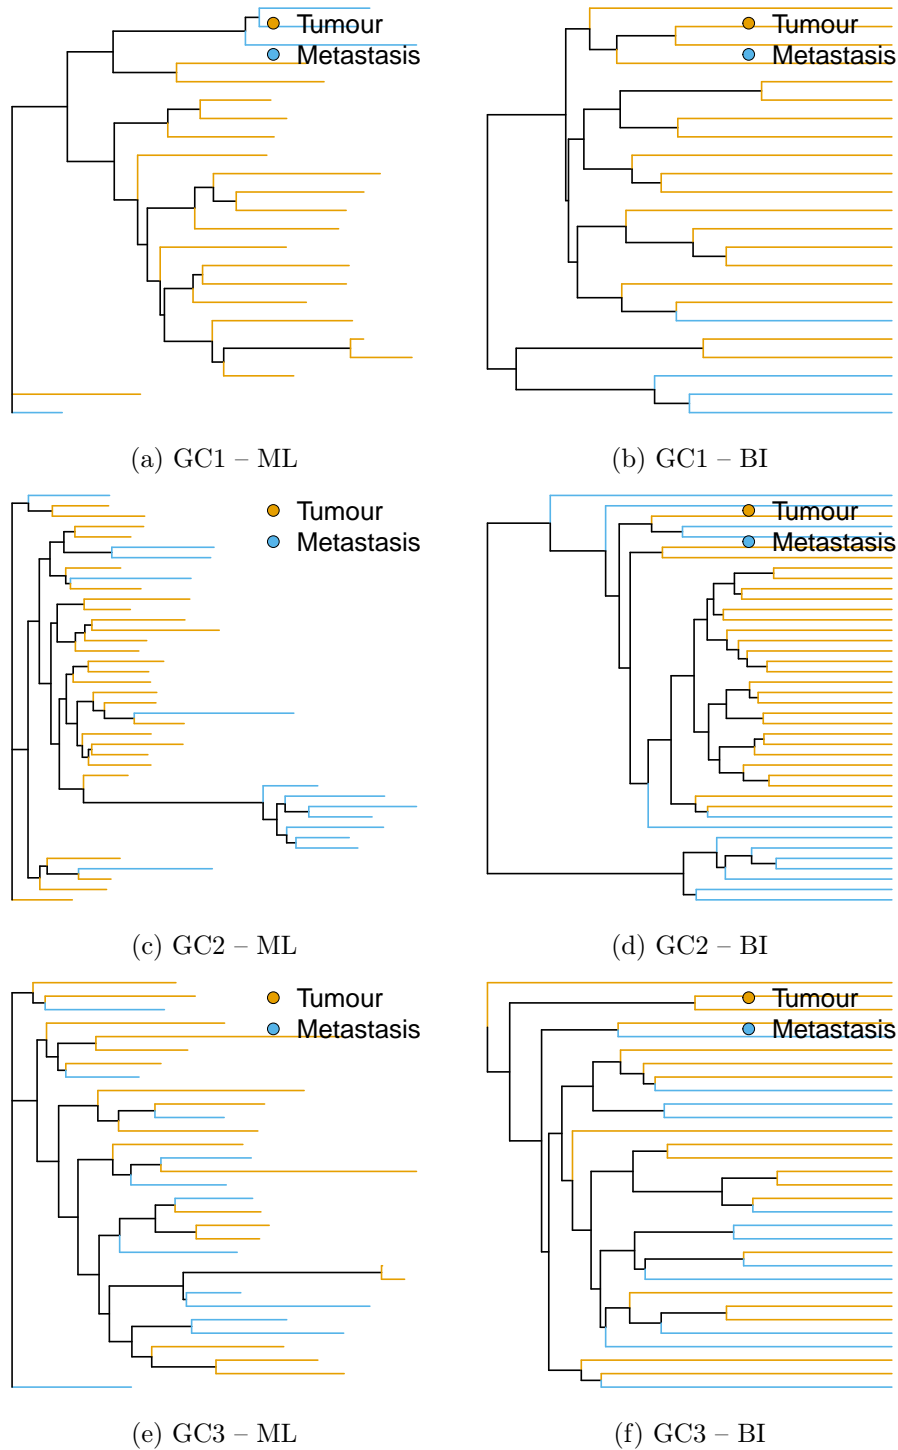 Tumour
Metastasis
Tumour
Metastasis
(a) GC1 – ML
(b) GC1 – BI
Tumour
Metastasis
Tumour
Metastasis
(c) GC2 – ML
(d) GC2 – BI
Tumour
Metastasis
Tumour
Metastasis
(e) GC3 – ML
(f) GC3 – BI